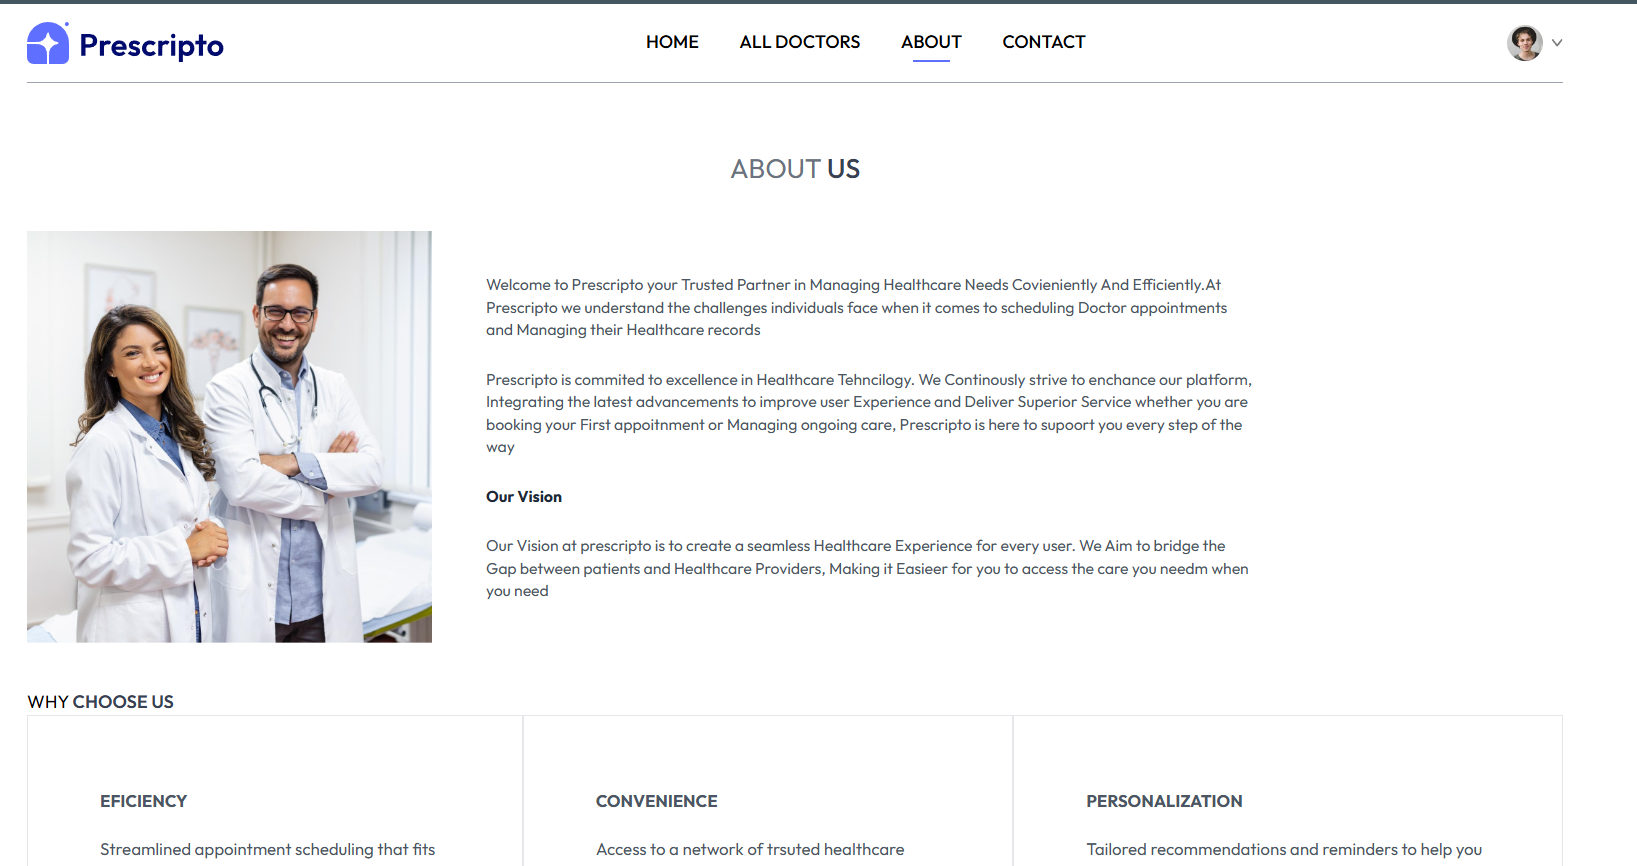 Prescripto
HOME
ALL DOCTORS
ABOUT
CONTACT
ABOUT US
Welcome to Prescripto your Trusted Partner in Managing Healthcare Needs Covieniently And Efficiently.At
Prescripto we understand the challenges individuals face when it comes to scheduling Doctor appointments
and Managing their Healthcare records
Prescripto is commited to excellence in Healthcare Tehncilogy. We Continously strive to enchance our platform,
Integrating the latest advancements to improve user Experience and Deliver Superior Service whether you are
booking your First appoitnment or Managing ongoing care, Prescripto is here to supoort you every step of the
way
Our Vision
Our Vision at prescripto is to create a seamless Healthcare Experience for every user. We Aim to bridge the
Gap between patients and Healthcare Providers, Making it Easieer for you to access the care you needm when
you need
WHY CHOOSE US
EFICIENCY
Streamlined appointment scheduling that fits
CONVENIENCE
Access to a network of trsuted healthcare
PERSONALIZATION
Tailored recommendations and reminders to help you